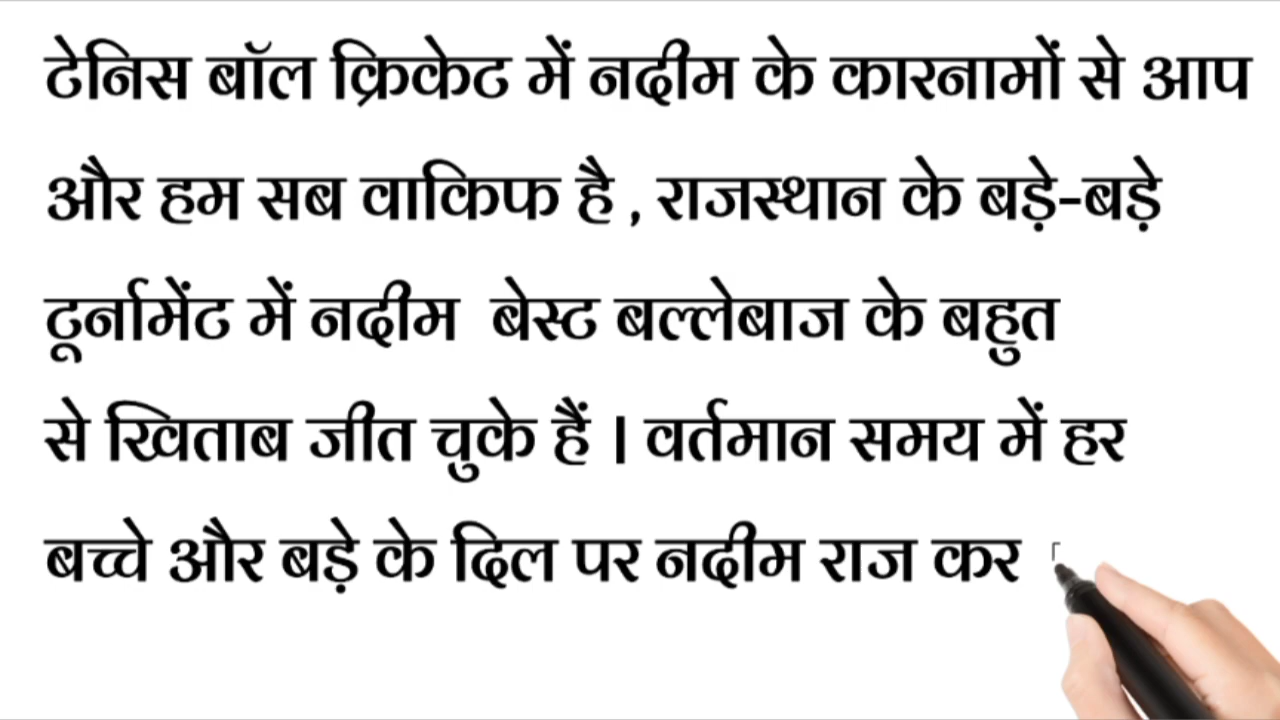 टेनिस बॉल क्रिकेट में नदीम के कारनामों से आप
और हम सब वाकिफ है , राजस्थान के बड़े-बड़े
टूर्नामेंट में नदीम  बेस्ट बल्लेबाज के बहुत
से खिताब जीत चुके हैं । वर्तमान समय में हर
बच्चे और बड़े के दिल पर नदीम राज कर